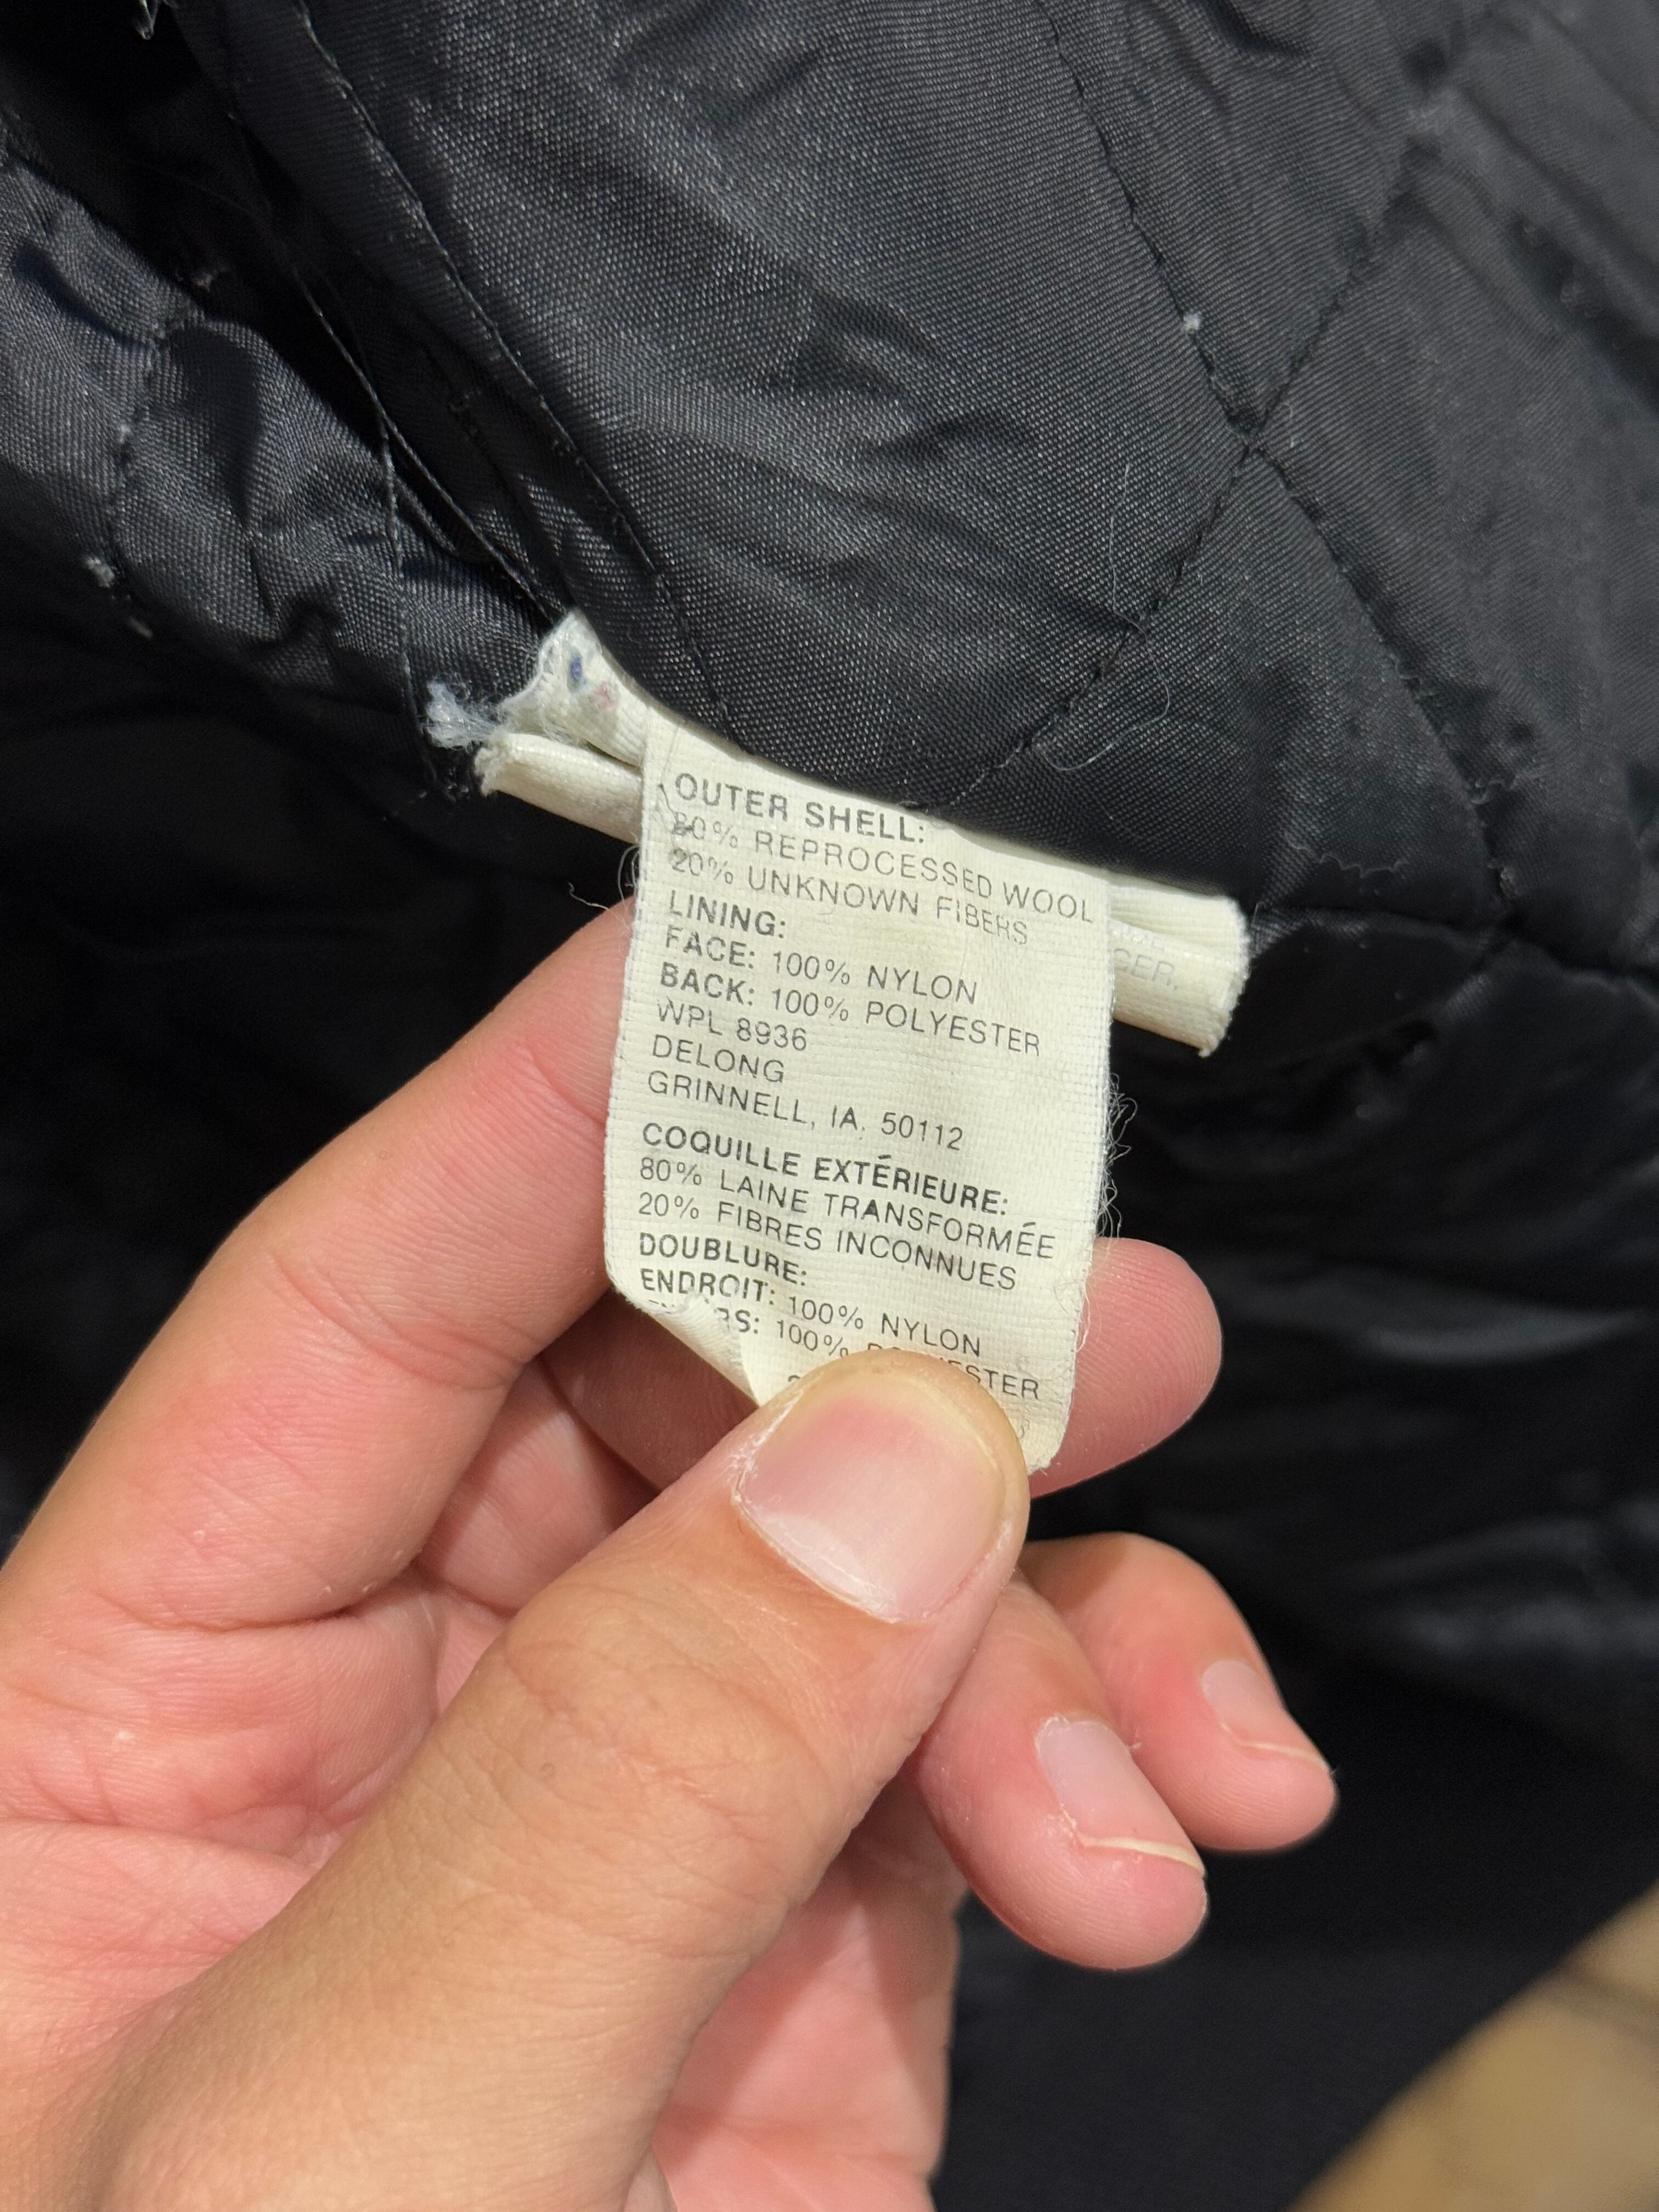 OUTER SHELL:
80% REPROCESSED WOOL
20% UNKNOWN FIBERS
LINING:
FACE: 100% NYLON
BACK: 100% POLYESTER
WPL 8936
DELONG
GRINNELL, IA. 50112
COQUILLE EXTÉRIEURE:
80% LAINE TRANSFORMÉE
20% FIBRES INCONNUES
DOUBLURE:
ENDROIT: 100% NYLON
100%